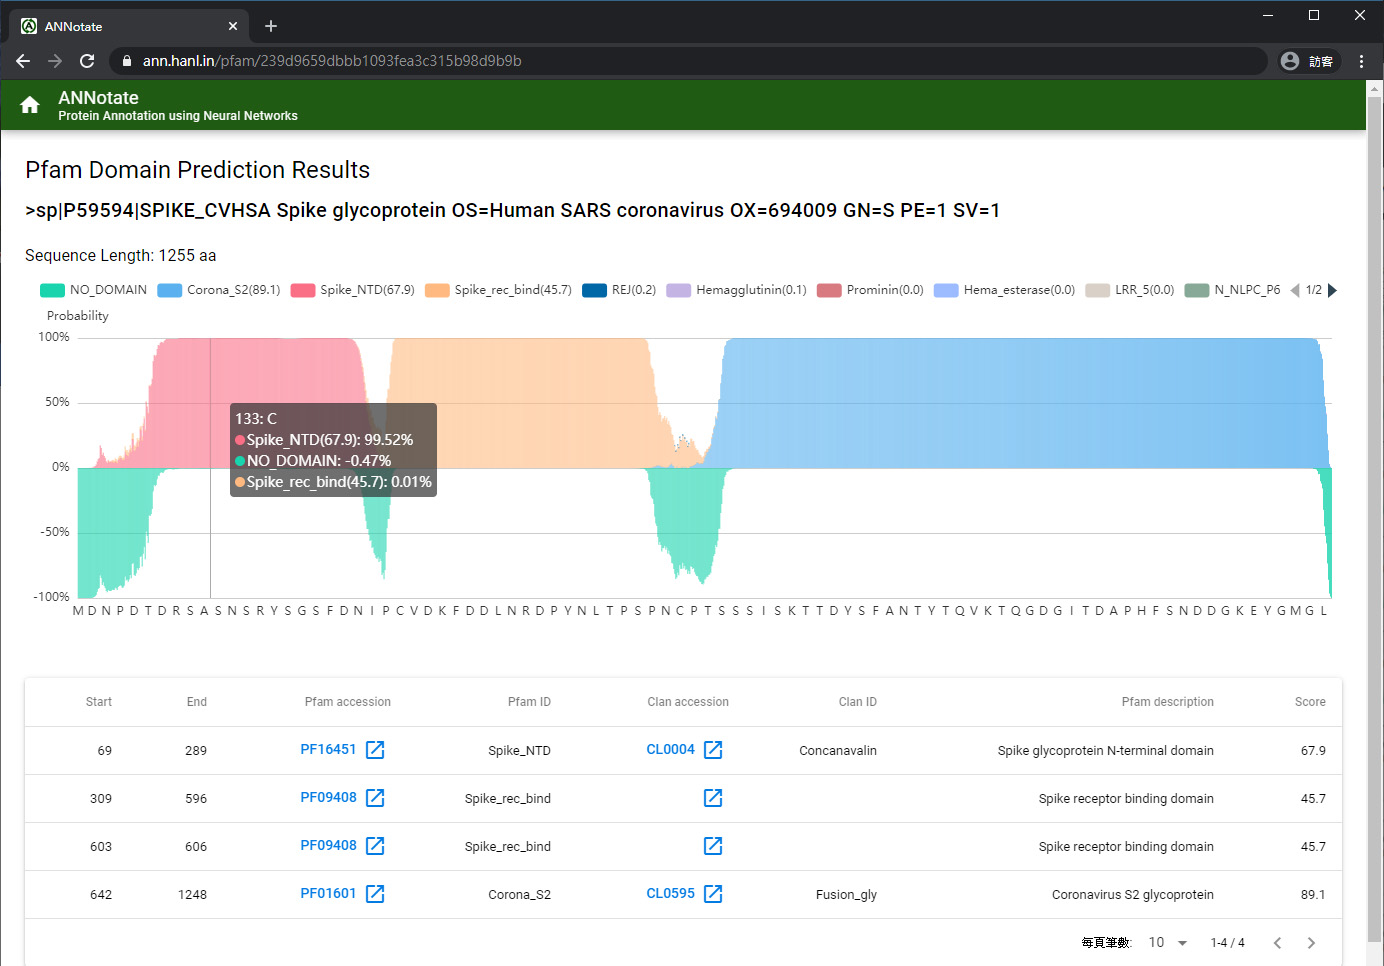 ANNotate
ann.hanl.in/pfam/239d9659dbbb1093fea3c315b98d9b9b
訪客
ANNotate
Protein Annotation using Neural Networks
Pfam Domain Prediction Results
>sp|P59594|SPIKE_CVHSA Spike glycoprotein OS=Human SARS coronavirus OX=694009 GN=S PE=1 SV=1
Sequence Length: 1255 aa
NO_DOMAIN Corona_S2(89.1) Spike_NTD(67.9) Spike_rec_bind(45.7) REJ(0.2) Hemagglutinin(0.1) Prominin(0.0) Hema_esterase(0.0) LRR_5(0.0) N_NLPC_P6 1/2
Probability
100%
50%
133: C
Spike_NTD(67.9): 99.52%
NO_DOMAIN: -0.47%
0%
Spike_rec_bind(45.7): 0.01%
-50%
-100%
M D N P D T D R S A S N S R Y S G S F D N I P C V D K F D D L N R D P Y N L T P S P N C P T S S S I S K T T D Y S F A N T Y T Q V K T Q G D G I T D A P H F S N D D G K E Y G M G L
Start End Pfam accession Pfam ID Clan accession Clan ID Pfam description Score
69 289 PF16451 Spike_NTD CL0004 Concanavalin Spike glycoprotein N-terminal domain 67.9
309 596 PF09408 Spike_rec_bind Spike receptor binding domain 45.7
603 606 PF09408 Spike_rec_bind Spike receptor binding domain 45.7
642 1248 PF01601 Corona_S2 CL0595 Fusion_gly Coronavirus S2 glycoprotein 89.1
每頁筆數: 10 1-4 / 4